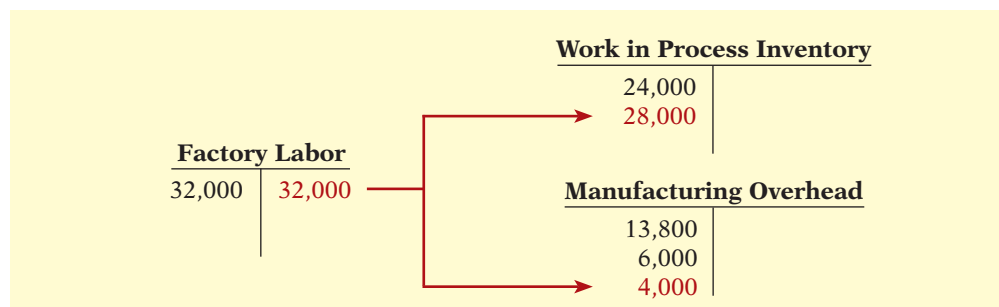 Work in Process Inventory
24,000
28,000
Factory Labor
32,000 32,000
Manufacturing Overhead
13,800
6,000
4,000